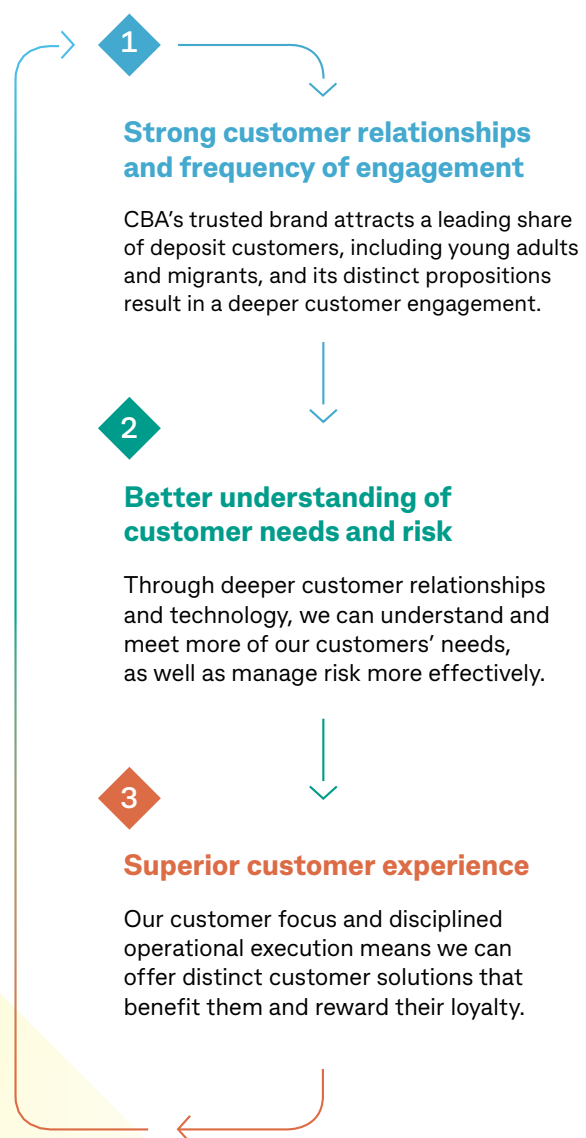 1
Strong customer relationships
and frequency of engagement
CBA’s trusted brand attracts a leading share
of deposit customers, including young adults
and migrants, and its distinct propositions
result in a deeper customer engagement.
2
Better understanding of
customer needs and risk
Through deeper customer relationships
and technology, we can understand and
meet more of our customers’ needs,
as well as manage risk more effectively.
3
Superior customer experience
Our customer focus and disciplined
operational execution means we can
offer distinct customer solutions that
benefit them and reward their loyalty.